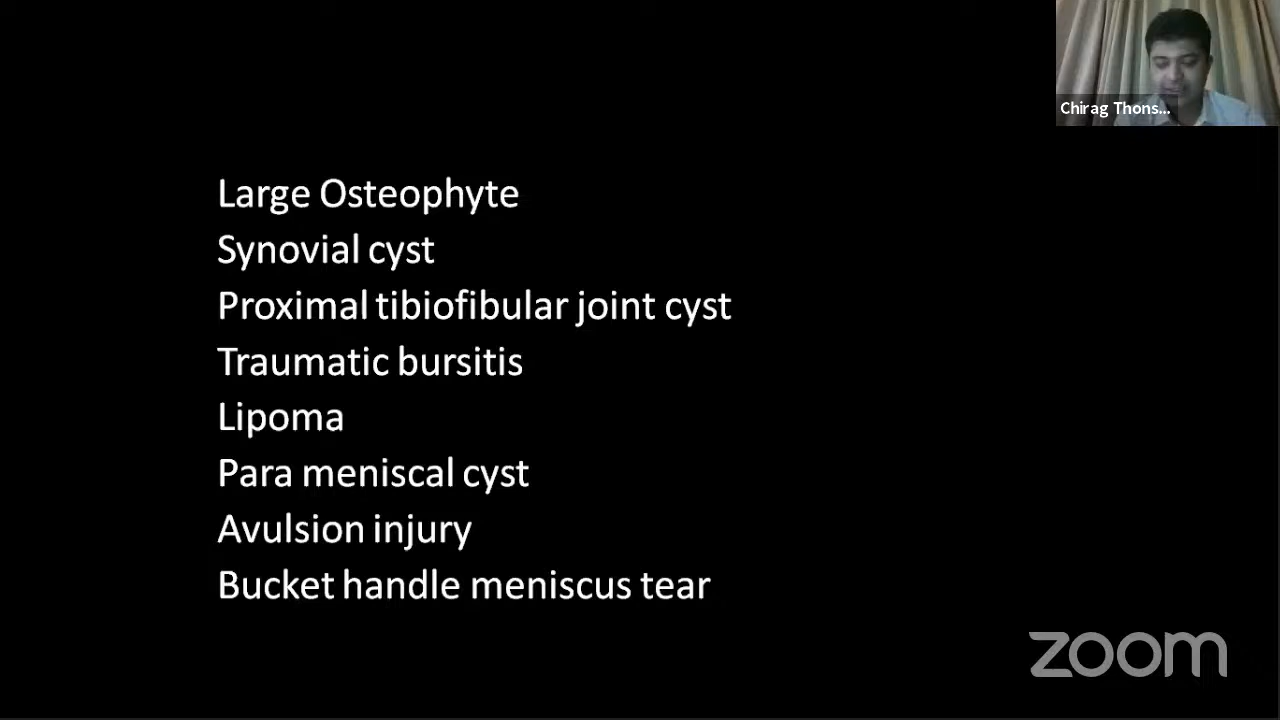 Chirag Thons...
Large Osteophyte
Synovial cyst
Proximal tibiofibular joint cyst
Traumatic bursitis
Lipoma
Para meniscal cyst
Avulsion injury
Bucket handle meniscus tear
zoom